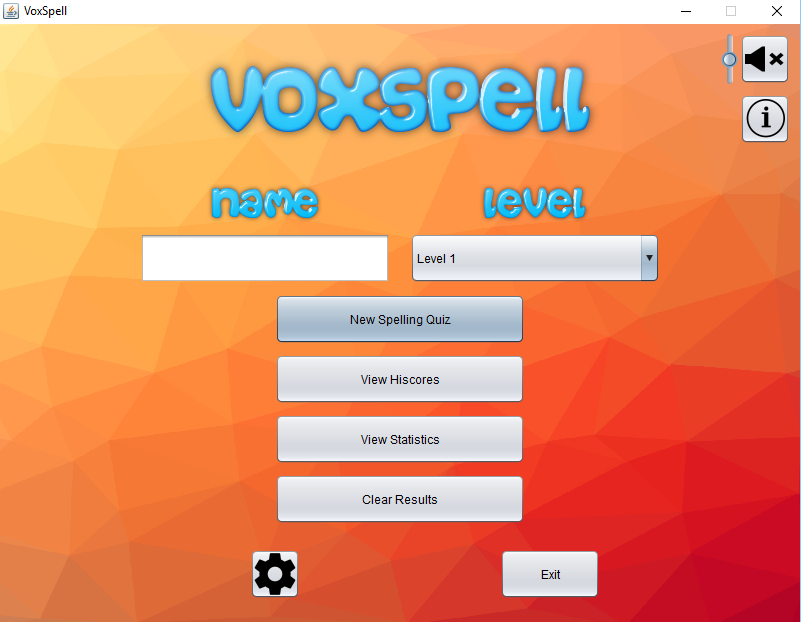 VoxSpell
voxspell
name
level
Level 1
New Spelling Quiz
View Hiscores
View Statistics
Clear Results
Exit